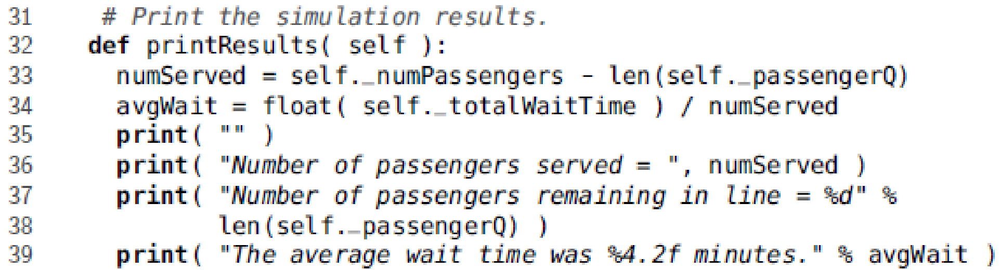 31 # Print the simulation results.
32 def printResults( self ):
33 numServed = self._numPassengers - len(self._passengerQ)
34 avgWait = float( self._totalWaitTime ) / numServed
35 print( "" )
36 print( "Number of passengers served = ", numServed )
37 print( "Number of passengers remaining in line = %d" %
38 len(self._passengerQ) )
39 print( "The average wait time was %4.2f minutes." % avgWait )